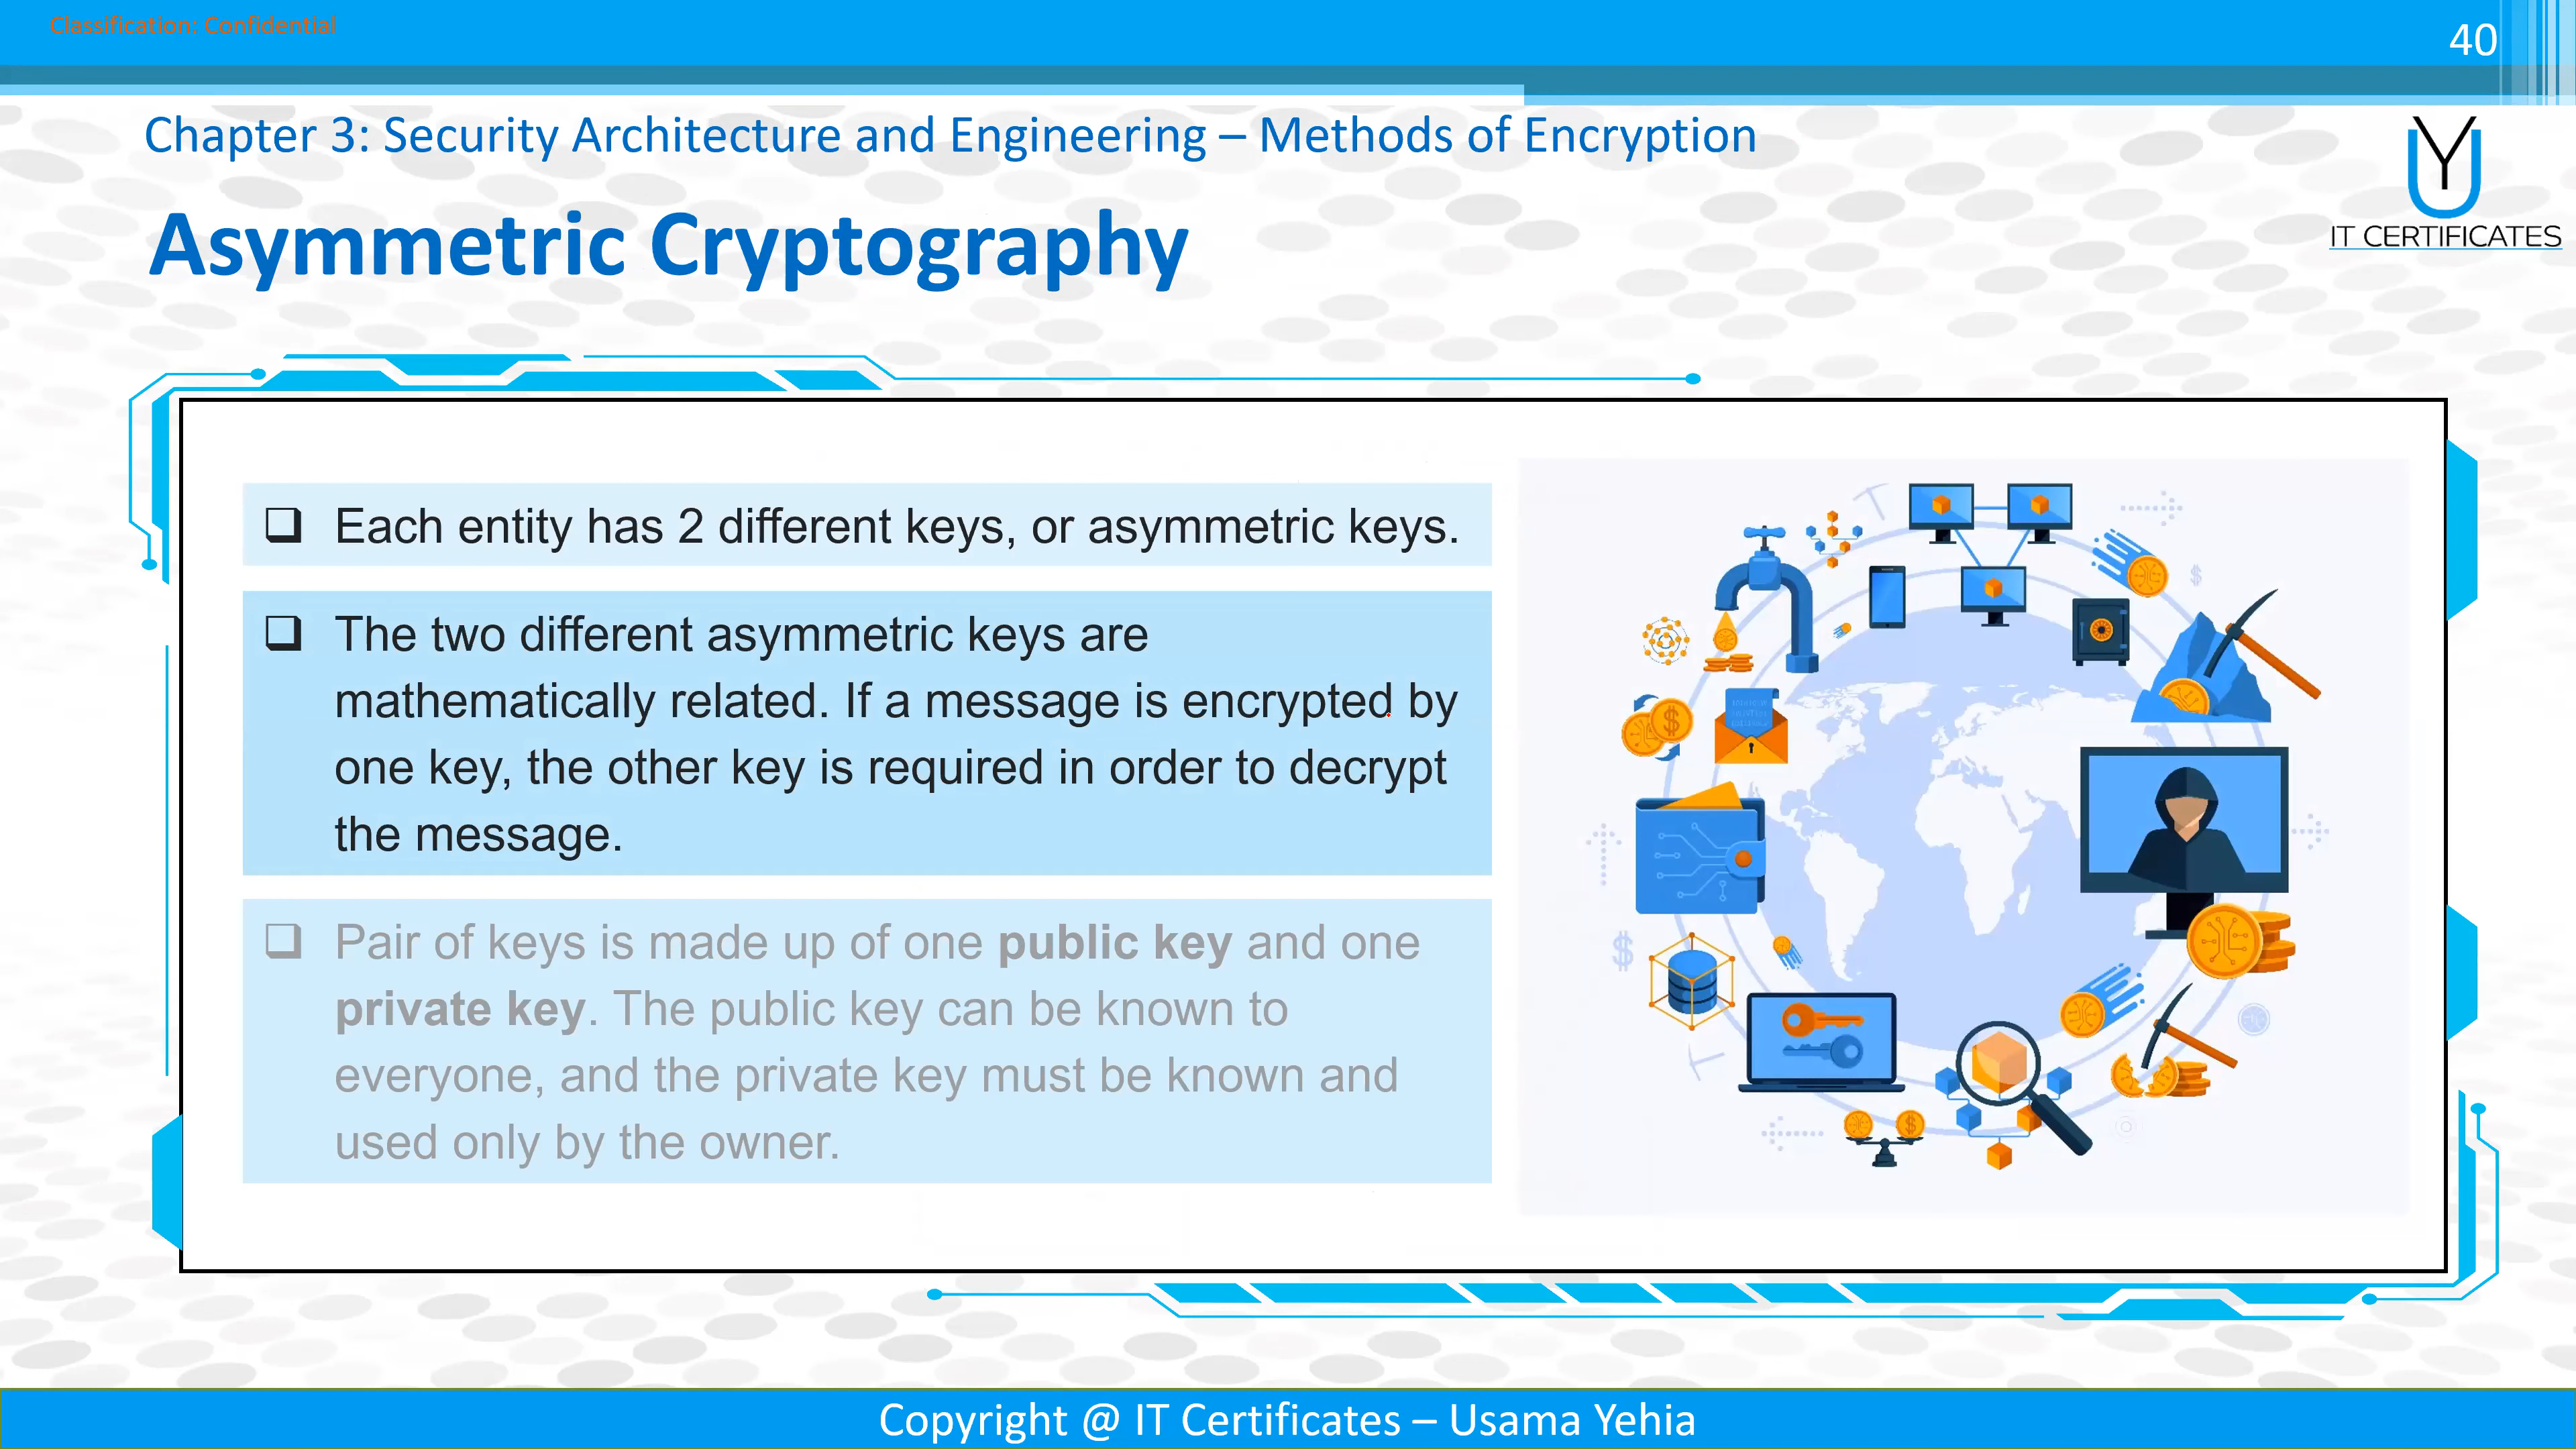 Classification: Confidential
40
Chapter 3: Security Architecture and Engineering – Methods of Encryption
Asymmetric Cryptography
UY
IT CERTIFICATES
❑ Each entity has 2 different keys, or asymmetric keys.
❑ The two different asymmetric keys are
mathematically related. If a message is encrypted by
one key, the other key is required in order to decrypt
the message.
❑ Pair of keys is made up of one public key and one
private key. The public key can be known to
everyone, and the private key must be known and
used only by the owner.
Copyright @ IT Certificates – Usama Yehia